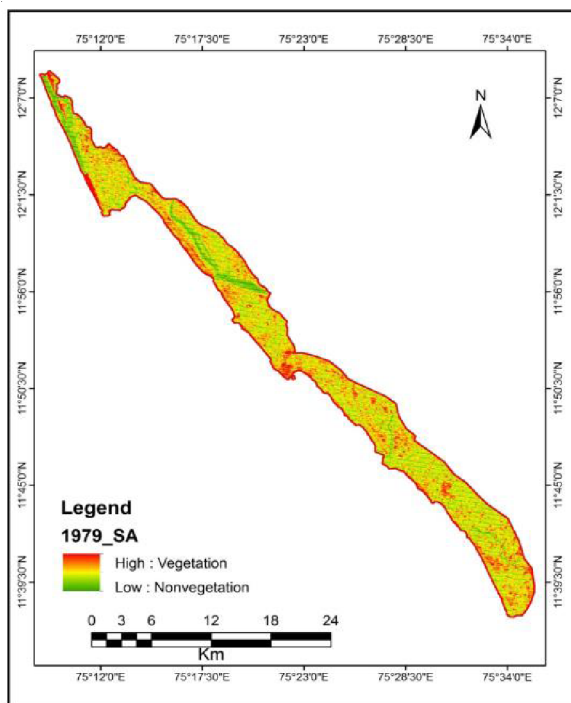 75°12'0"E 75°17'30"E 75°23'0"E 75°28'30"E 75°34'0"E
N
12°7'0"N 12°7'0"N
12°1'30"N 12°1'30"N
11°56'0"N 11°56'0"N
11°50'30"N 11°50'30"N
11°45'0"N 11°45'0"N
11°39'30"N 11°39'30"N
Legend
1979_SA
High : Vegetation
Low : Nonvegetation
0 3 6 12 18 24
Km
75°12'0"E 75°17'30"E 75°23'0"E 75°28'30"E 75°34'0"E